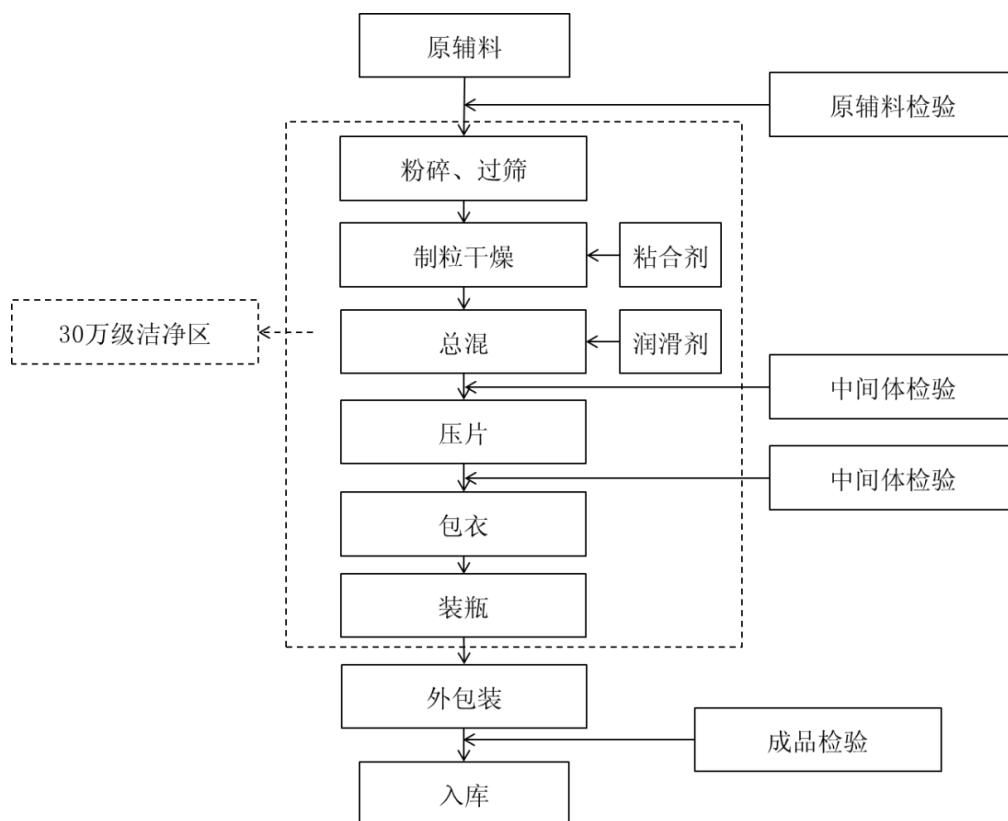 原辅料
原辅料检验
粉碎、过筛
制粒干燥
粘合剂
30万级洁净区
总混
润滑剂
中间体检验
压片
中间体检验
包衣
装瓶
外包装
成品检验
入库